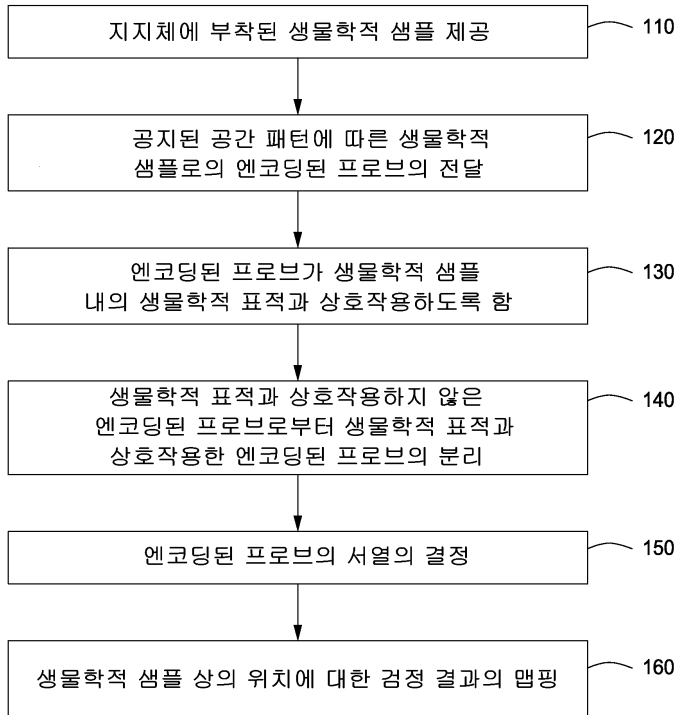 지지체에 부착된 생물학적 샘플 제공
110
공지된 공간 패턴에 따른 생물학적
샘플로의 엔코딩된 프로브의 전달
120
엔코딩된 프로브가 생물학적 샘플
내의 생물학적 표적과 상호작용하도록 함
130
생물학적 표적과 상호작용하지 않은
엔코딩된 프로브로부터 생물학적 표적과
상호작용한 엔코딩된 프로브의 분리
140
엔코딩된 프로브의 서열의 결정
150
생물학적 샘플 상의 위치에 대한 검정 결과의 맵핑
160